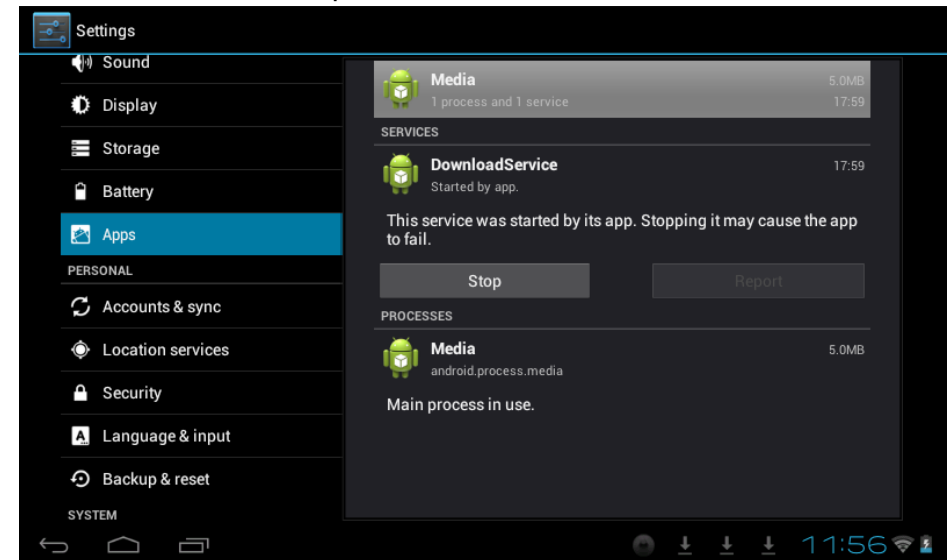 Settings
Sound
Display
Storage
Battery
Apps
PERSONAL
Accounts & sync
Location services
Security
Language & input
Backup & reset
SYSTEM
Media 5.0MB
1 process and 1 service 17:59
SERVICES
DownloadService 17:59
Started by app.
This service was started by its app. Stopping it may cause the app
to fail.
Stop Report
PROCESSES
Media 5.0MB
android.process.media
Main process in use.
11:56